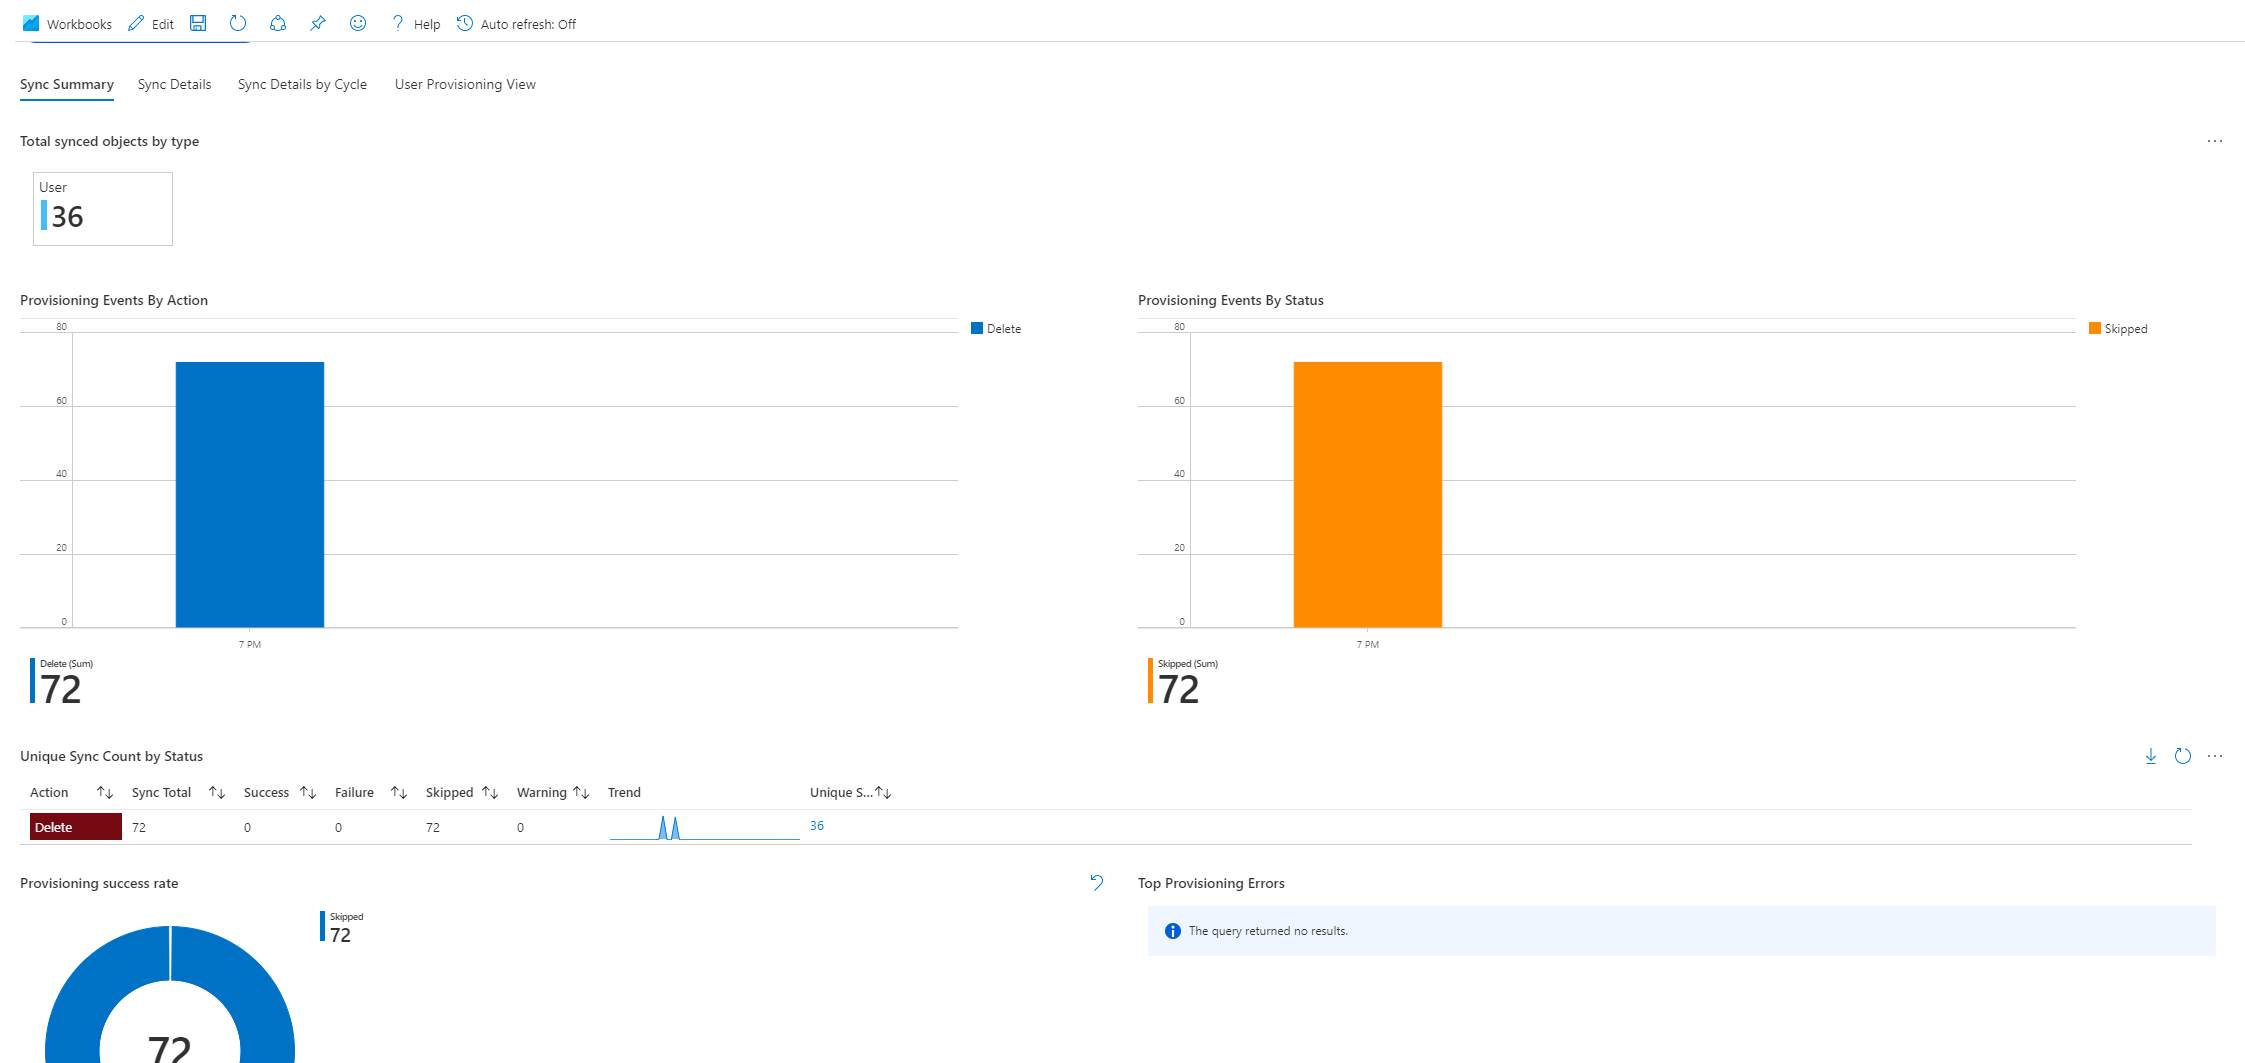 Workbooks Edit Help Auto refresh: Off
Sync Summary Sync Details Sync Details by Cycle User Provisioning View
Total synced objects by type
User
36
Provisioning Events By Action
80
60
40
20
0
7 PM
Delete
Delete (Sum)
72
Provisioning Events By Status
80
60
40
20
0
7 PM
Skipped
Skipped (Sum)
72
Unique Sync Count by Status
Action Sync Total Success Failure Skipped Warning Trend Unique S...
Delete 72 0 0 72 0 36
Provisioning success rate
Skipped
72
72
Top Provisioning Errors
The query returned no results.